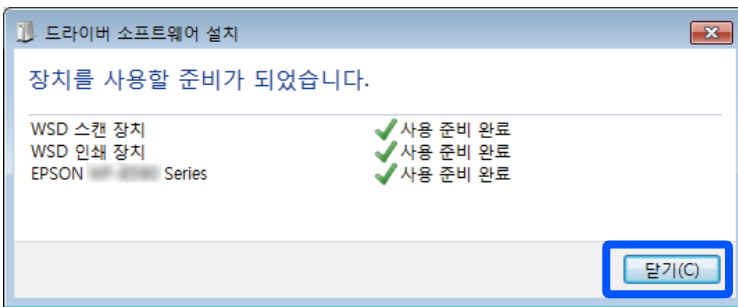 드라이버 소프트웨어 설치
장치를 사용할 준비가 되었습니다.
WSD 스캔 장치 사용 준비 완료
WSD 인쇄 장치 사용 준비 완료
EPSON Series 사용 준비 완료
닫기(C)